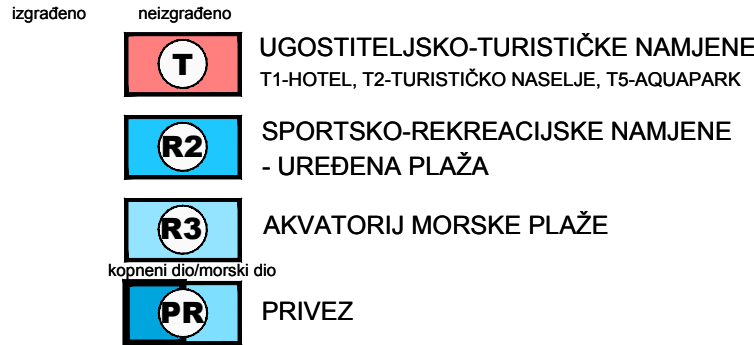 izgrađeno neizgrađeno
T UGOSTITELJSKO-TURISTIČKE NAMJENE
T1-HOTEL, T2-TURISTIČKO NASELJE, T5-AQUAPARK
R2 SPORTSKO-REKREACIJSKE NAMJENE
- UREĐENA PLAŽA
R3 AKVATORIJ MORSKE PLAŽE
kopneni dio/morski dio
PR PRIVEZ